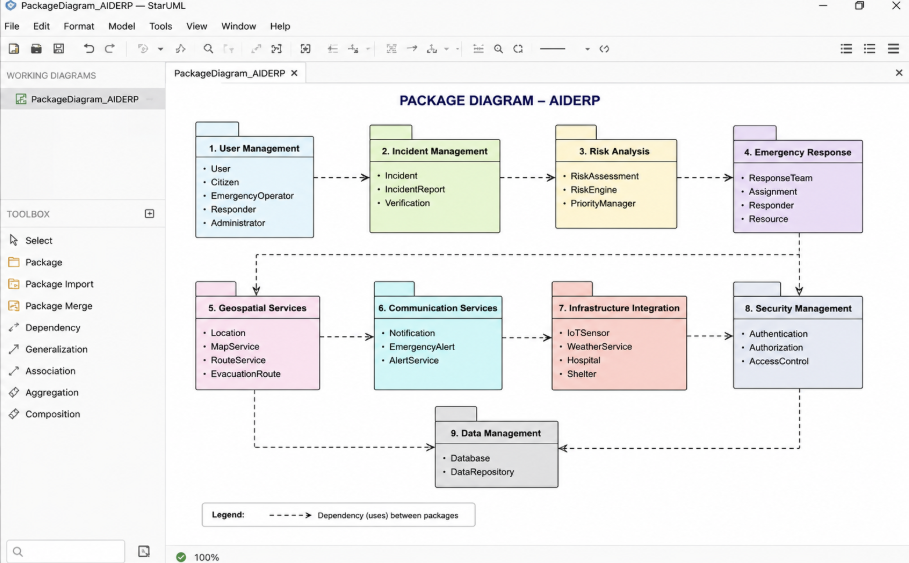 PackageDiagram_AIDERP — StarUML
File Edit Format Model Tools View Window Help
WORKING DIAGRAMS
PackageDiagram_AIDERP
TOOLBOX
Select
Package
Package Import
Package Merge
Dependency
Generalization
Association
Aggregation
Composition
PackageDiagram_AIDERP ×
PACKAGE DIAGRAM – AIDERP
1. User Management
• User
• Citizen
• EmergencyOperator
• Responder
• Administrator
2. Incident Management
• Incident
• IncidentReport
• Verification
3. Risk Analysis
• RiskAssessment
• RiskEngine
• PriorityManager
4. Emergency Response
• ResponseTeam
• Assignment
• Responder
• Resource
5. Geospatial Services
• Location
• MapService
• RouteService
• EvacuationRoute
6. Communication Services
• Notification
• EmergencyAlert
• AlertService
7. Infrastructure Integration
• IoTSensor
• WeatherService
• Hospital
• Shelter
8. Security Management
• Authentication
• Authorization
• AccessControl
9. Data Management
• Database
• DataRepository
Legend: Dependency (uses) between packages
100%